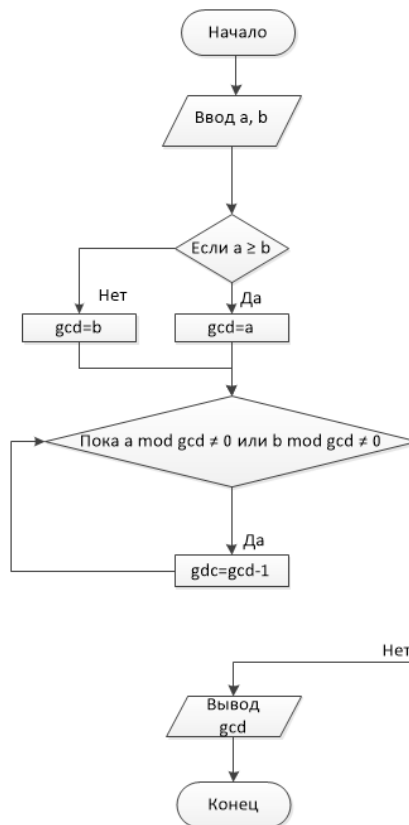 Начало
Ввод a, b
Если a ≥ b
Нет
Да
gcd=b
gcd=a
Пока a mod gcd ≠ 0 или b mod gcd ≠ 0
Да
gdc=gcd-1
Нет
Вывод
gcd
Конец